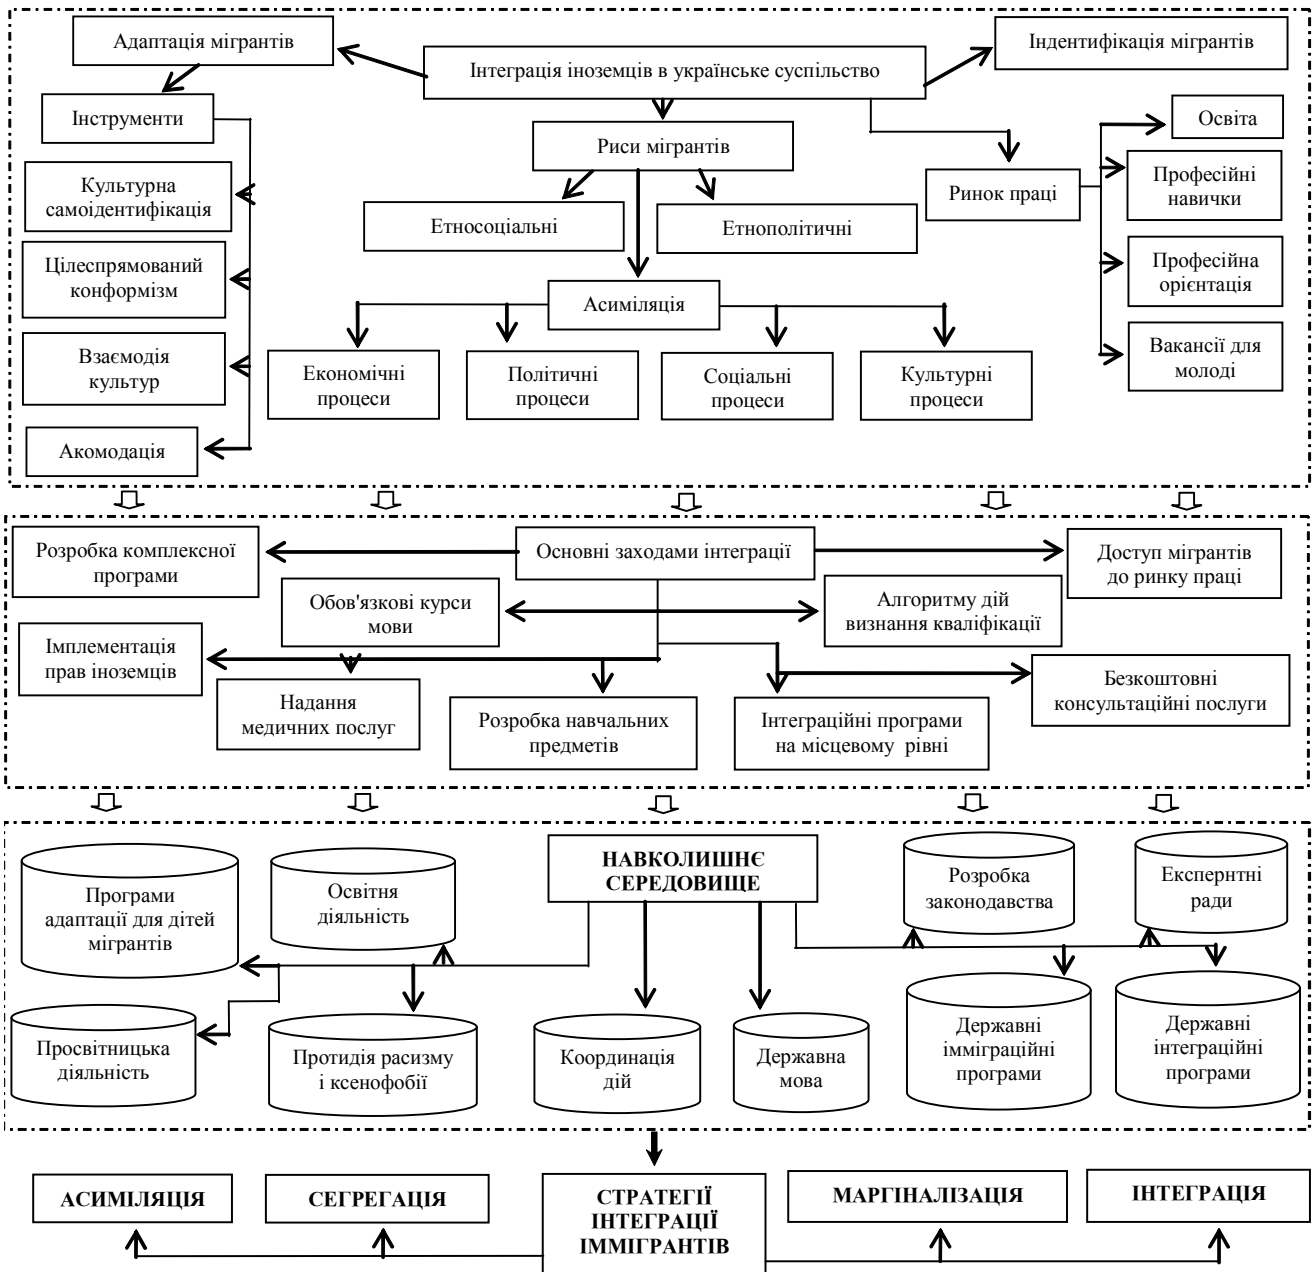 Адаптація мігрантів
Інтеграція іноземців в українське суспільство
Індентифікація мігрантів
Інструменти
Риси мігрантів
Освіта
Культурна
самоідентифікація
Етносоціальні
Етнополітичні
Ринок праці
Професійні
навички
Цілеспрямований
конформізм
Асиміляція
Професійна
орієнтація
Взаємодія
культур
Економічні
процеси
Політичні
процеси
Соціальні
процеси
Культурні
процеси
Вакансії для
молоді
Акомодація
Розробка комплексної
програми
Основні заходами інтеграції
Доступ мігрантів
до ринку праці
Обов'язкові курси
мови
Алгоритму дій
визнання кваліфікації
Імплементація
прав іноземців
Надання
медичних послуг
Розробка навчальних
предметів
Інтеграційні програми
на місцевому рівні
Безкоштовні
консультаційні послуги
Програми
адаптації для дітей
мігрантів
Освітня
діяльність
НАВКОЛИШНЄ
СЕРЕДОВИЩЕ
Розробка
законодавства
Експернтні
ради
Просвітницька
діяльність
Протидія расизму
і ксенофобії
Координація
дій
Державна
мова
Державні
імміграційні
програми
Державні
інтеграційні
програми
АСИМІЛЯЦІЯ
СЕГРЕГАЦІЯ
СТРАТЕГІЇ
ІНТЕГРАЦІЇ
ІММІГРАНТІВ
МАРГІНАЛІЗАЦІЯ
ІНТЕГРАЦІЯ